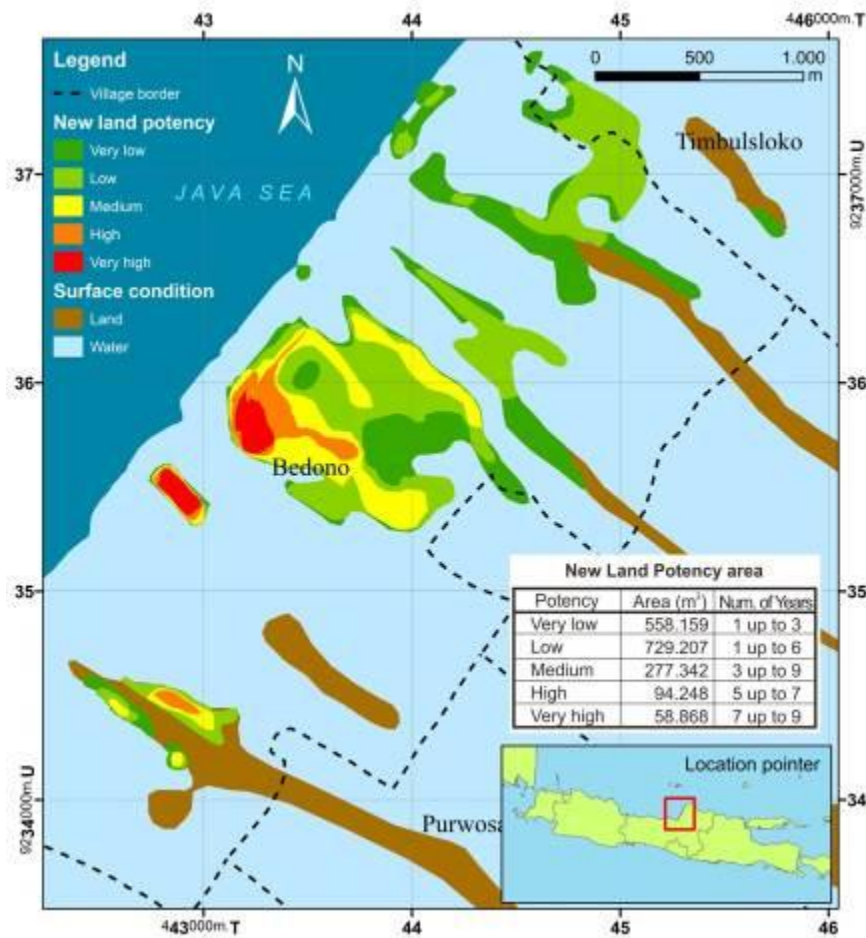 43 44 45 ⁴46⁰⁰⁰ᵐ·T
Legend
Village border
New land potency
Very low
Low
Medium
High
Very high
Surface condition
Land
Water
N
0 500 1.000
m
JAVA SEA
Timbulsloko
Bedono
37
36
35
⁹²34⁰⁰⁰ᵐ·U
⁹²37⁰⁰⁰ᵐ·U
36
35
34
New Land Potency area
Potency Area (m²) Num. of Years
Very low 558.159 1 up to 3
Low 729.207 1 up to 6
Medium 277.342 3 up to 9
High 94.248 5 up to 7
Very high 58.868 7 up to 9
Location pointer
Purwosa
⁴43⁰⁰⁰ᵐ·T 44 45 46